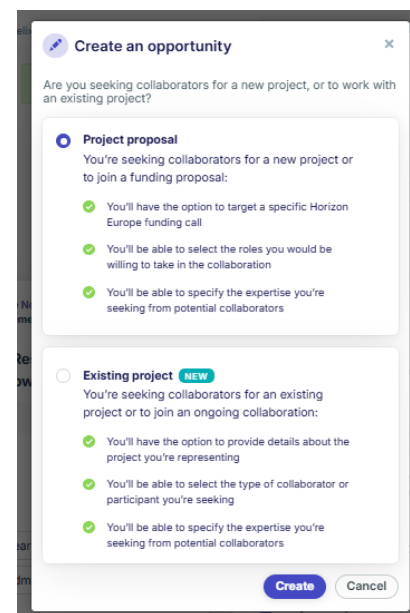 Create an opportunity
Are you seeking collaborators for a new project, or to work with
an existing project?
Project proposal
You're seeking collaborators for a new project or
to join a funding proposal:
You'll have the option to target a specific Horizon
Europe funding call
You'll be able to select the roles you would be
willing to take in the collaboration
You'll be able to specify the expertise you're
seeking from potential collaborators
Existing project NEW
You're seeking collaborators for an existing
project or to join an ongoing collaboration:
You'll have the option to provide details about the
project you're representing
You'll be able to select the type of collaborator or
participant you're seeking
You'll be able to specify the expertise you're
seeking from potential collaborators
Create Cancel